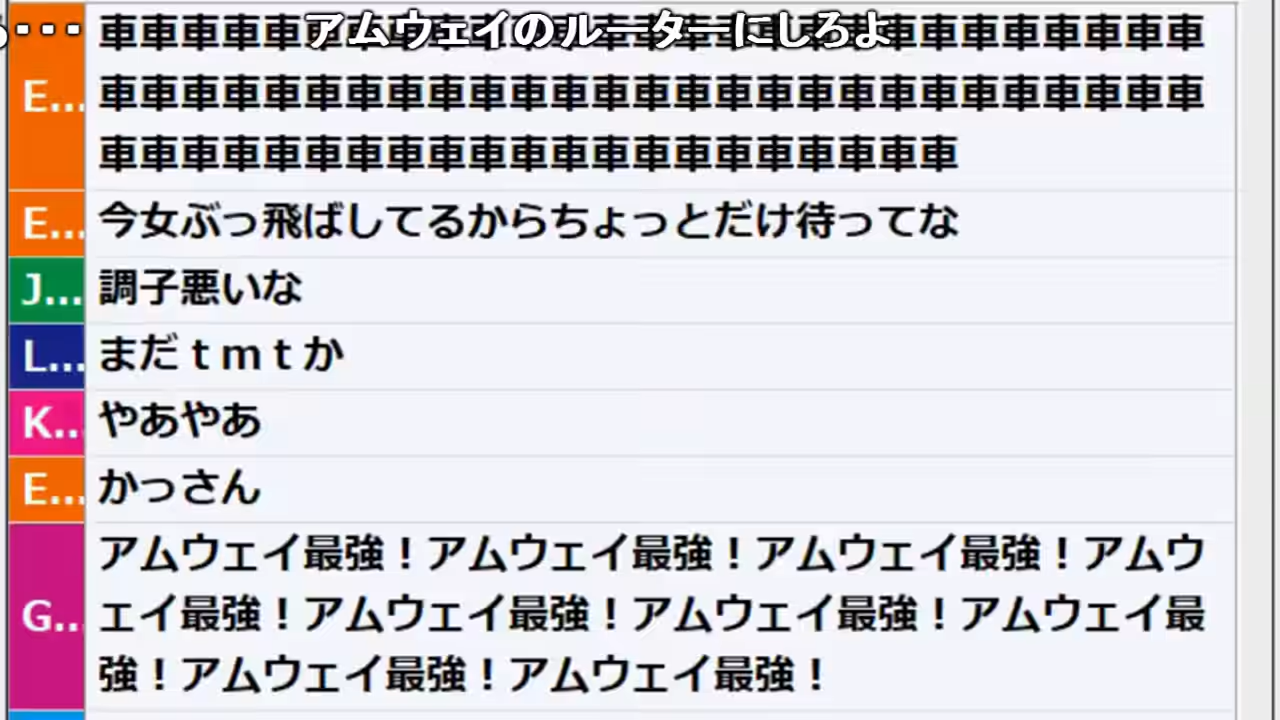 ・・・
アムウェイのルーターにしろよ
E... 車車車車車車車車車車車車車車車車車車車車車車車車車車車
車車車車車車車車車車車車車車車車車車車車車車車車車車車
車車車車車車車車車車車車車車車車車車車車車
E... 今女ぶっ飛ばしてるからちょっとだけ待ってな
J... 調子悪いな
L... まだｔｍｔか
K... やあやあ
E... かっさん
G... アムウェイ最強！アムウェイ最強！アムウェイ最強！アムウ
ェイ最強！アムウェイ最強！アムウェイ最強！アムウェイ最
強！アムウェイ最強！アムウェイ最強！